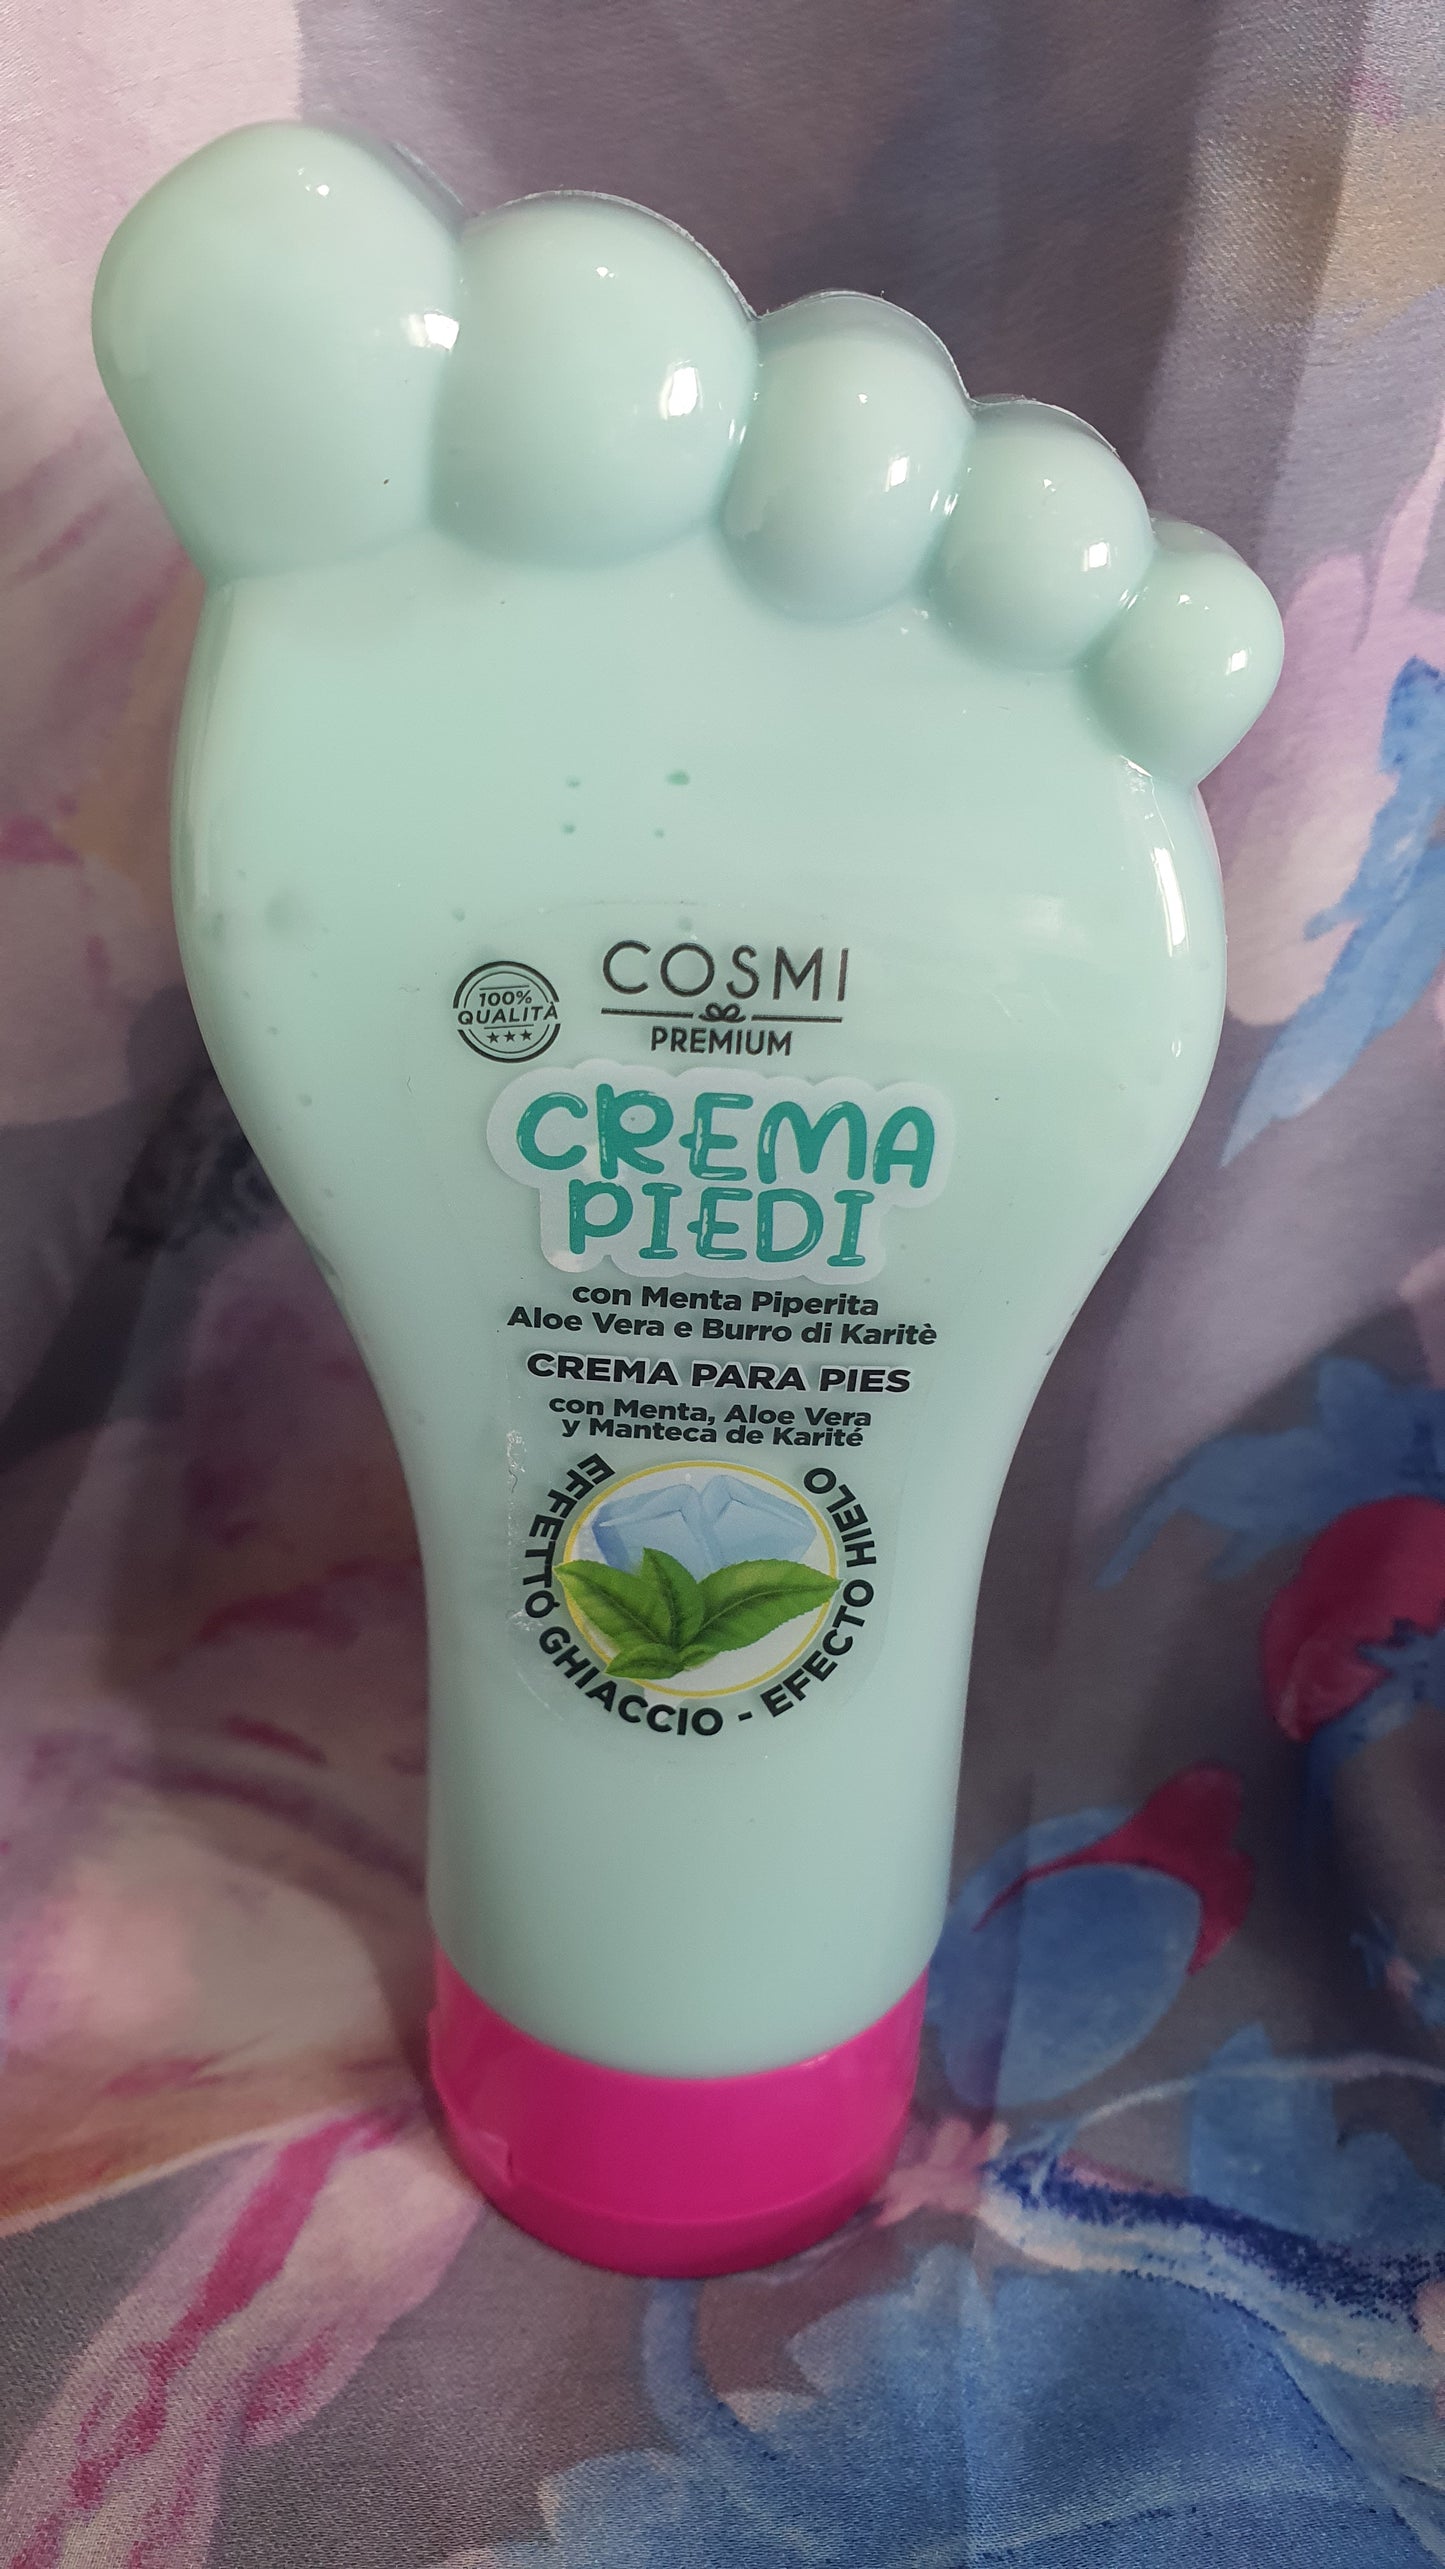 100%
QUALITÀ
COSMI
PREMIUM
CREMA
PIEDI
con Menta Piperita
Aloe Vera e Burro di Karitè
CREMA PARA PIES
con Menta, Aloe Vera
y Manteca de Karité
EFFETTO GHIACCIO - EFECTO HIELO